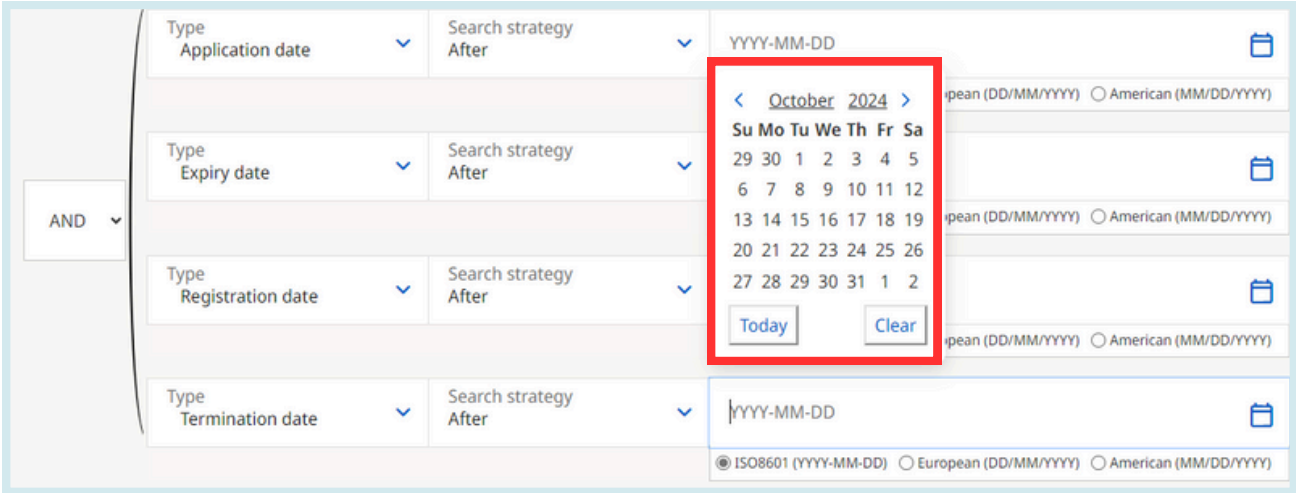 Type
Application date
Search strategy
After
YYYY-MM-DD
(DD/MM/YYYY) American (MM/DD/YYYY)
October 2024
Su Mo Tu We Th Fr Sa
29 30 1 2 3 4 5
6 7 8 9 10 11 12
13 14 15 16 17 18 19
20 21 22 23 24 25 26
27 28 29 30 31 1 2
Today Clear
Type
Expiry date
Search strategy
After
(DD/MM/YYYY) American (MM/DD/YYYY)
AND
Type
Registration date
Search strategy
After
(DD/MM/YYYY) American (MM/DD/YYYY)
Type
Termination date
Search strategy
After
YYYY-MM-DD
ISO8601 (YYYY-MM-DD) European (DD/MM/YYYY) American (MM/DD/YYYY)